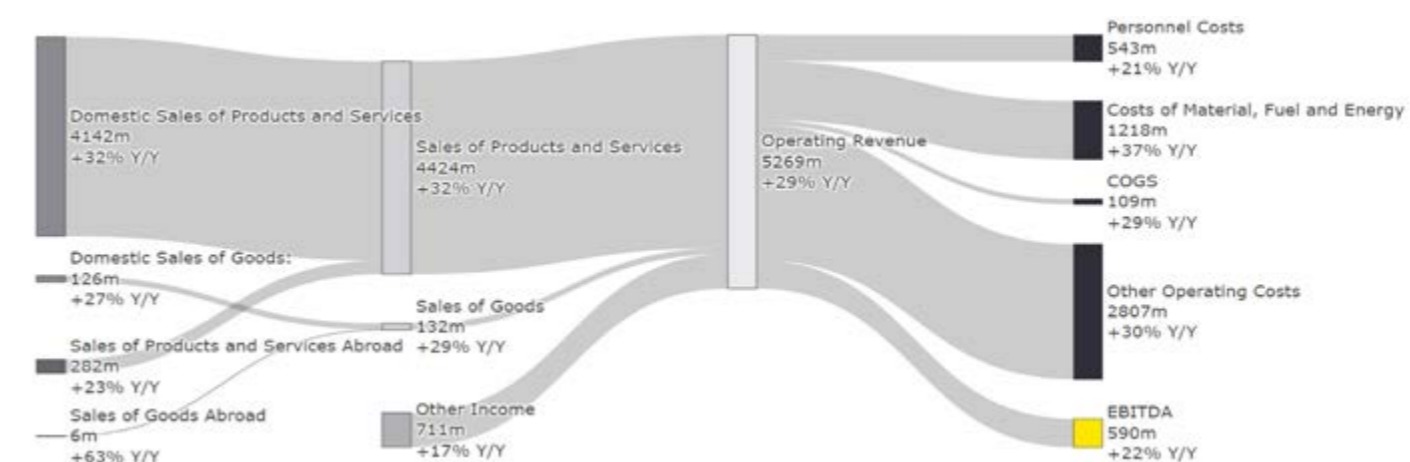 Domestic Sales of Products and Services
4142m
+32% Y/Y
Domestic Sales of Goods:
126m
+27% Y/Y
Sales of Products and Services Abroad
282m
+23% Y/Y
Sales of Goods Abroad
6m
+63% Y/Y
Sales of Products and Services
4424m
+32% Y/Y
Sales of Goods
132m
+29% Y/Y
Other Income
711m
+17% Y/Y
Operating Revenue
5269m
+29% Y/Y
Personnel Costs
543m
+21% Y/Y
Costs of Material, Fuel and Energy
1218m
+37% Y/Y
COGS
109m
+29% Y/Y
Other Operating Costs
2807m
+30% Y/Y
EBITDA
590m
+22% Y/Y